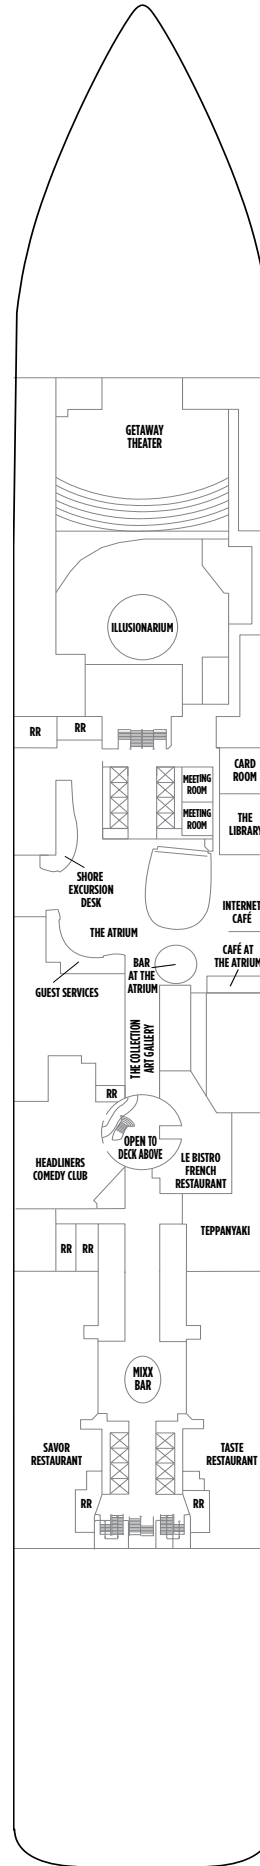 GETAWAY
THEATER
ILLUSIONARIUM
RR
RR
MEETING
ROOM
CARD
ROOM
MEETING
ROOM
THE
LIBRARY
SHORE
EXCURSION
DESK
INTERNET
CAFÉ
THE ATRIUM
BAR
AT THE
ATRIUM
CAFÉ AT
THE ATRIUM
GUEST SERVICES
THE COLLECTION
ART GALLERY
RR
OPEN TO
DECK ABOVE
HEADLINERS
COMEDY CLUB
LE BISTRO
FRENCH
RESTAURANT
TEPPANYAKI
RR
RR
MIXX
BAR
SAVOR
RESTAURANT
TASTE
RESTAURANT
RR
RR